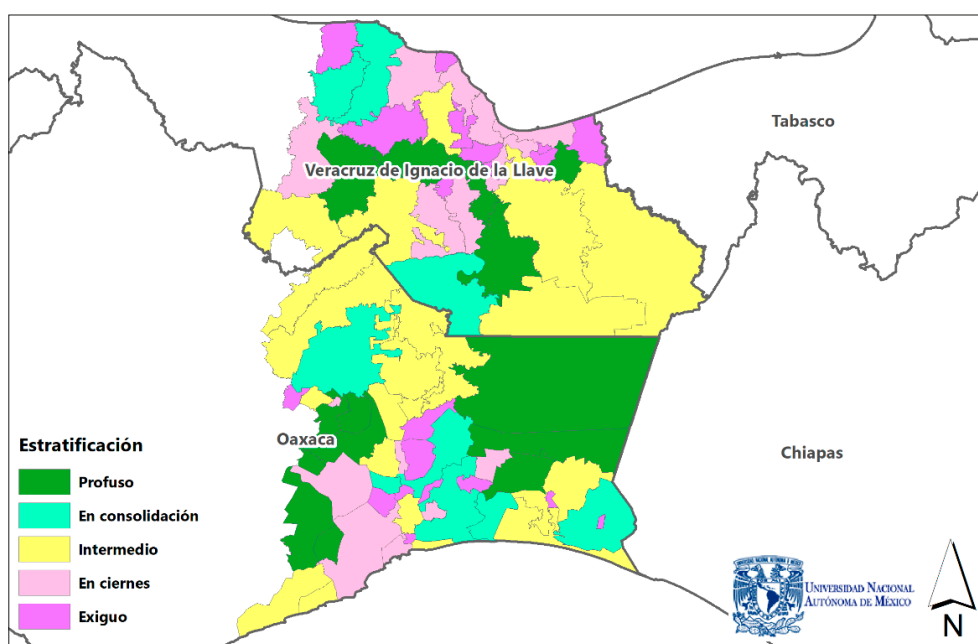 Tabasco
Veracruz de Ignacio de la Llave
Oaxaca
Chiapas
Estratificación
Profuso
En consolidación
Intermedio
En ciernes
Exiguo
UNIVERSIDAD NACIONAL
AUTÓNOMA DE MÉXICO
N